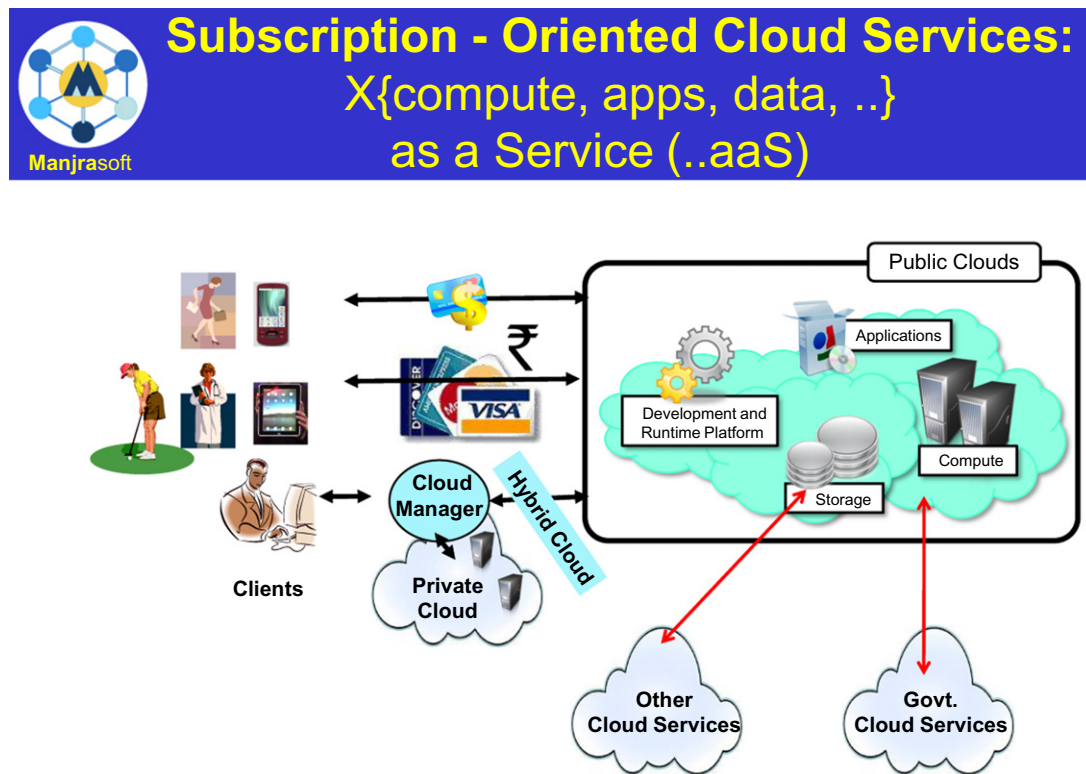 Subscription - Oriented Cloud Services:
X{compute, apps, data, ..}
as a Service (..aaS)
Manjrasoft
Public Clouds
Applications
Development and
Runtime Platform
Compute
Storage
₹
$
DISCOVER
VISA
Cloud
Manager
Hybrid Cloud
Private
Cloud
Clients
Other
Cloud Services
Govt.
Cloud Services